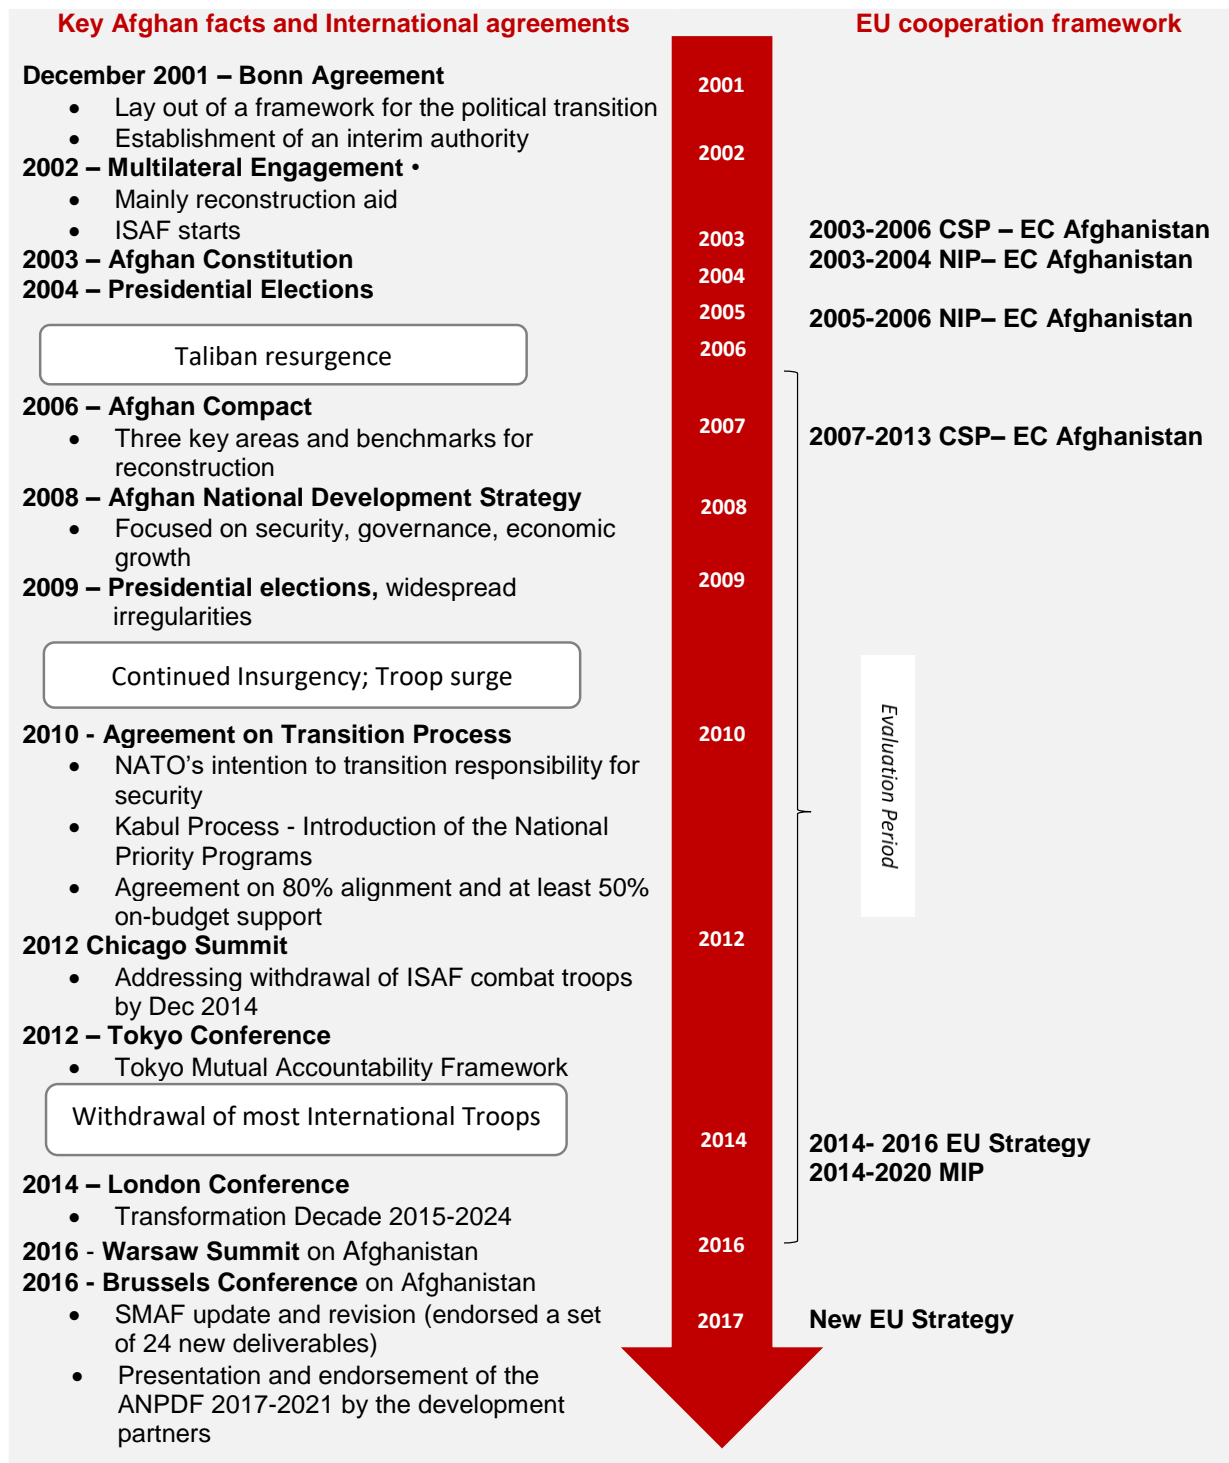 Key Afghan facts and International agreements
December 2001 – Bonn Agreement
• Lay out of a framework for the political transition
• Establishment of an interim authority
2002 – Multilateral Engagement •
• Mainly reconstruction aid
• ISAF starts
2003 – Afghan Constitution
2004 – Presidential Elections
Taliban resurgence
2006 – Afghan Compact
• Three key areas and benchmarks for
reconstruction
2008 – Afghan National Development Strategy
• Focused on security, governance, economic
growth
2009 – Presidential elections, widespread
irregularities
Continued Insurgency; Troop surge
2010 - Agreement on Transition Process
• NATO’s intention to transition responsibility for
security
• Kabul Process - Introduction of the National
Priority Programs
• Agreement on 80% alignment and at least 50%
on-budget support
2012 Chicago Summit
• Addressing withdrawal of ISAF combat troops
by Dec 2014
2012 – Tokyo Conference
• Tokyo Mutual Accountability Framework
Withdrawal of most International Troops
2014 – London Conference
• Transformation Decade 2015-2024
2016 - Warsaw Summit on Afghanistan
2016 - Brussels Conference on Afghanistan
• SMAF update and revision (endorsed a set
of 24 new deliverables)
• Presentation and endorsement of the
ANPDF 2017-2021 by the development
partners
2001
2002
2003
2004
2005
2006
2007
2008
2009
2010
2012
2014
2016
2017
EU cooperation framework
2003-2006 CSP – EC Afghanistan
2003-2004 NIP– EC Afghanistan
2005-2006 NIP– EC Afghanistan
2007-2013 CSP– EC Afghanistan
Evaluation Period
2014- 2016 EU Strategy
2014-2020 MIP
New EU Strategy